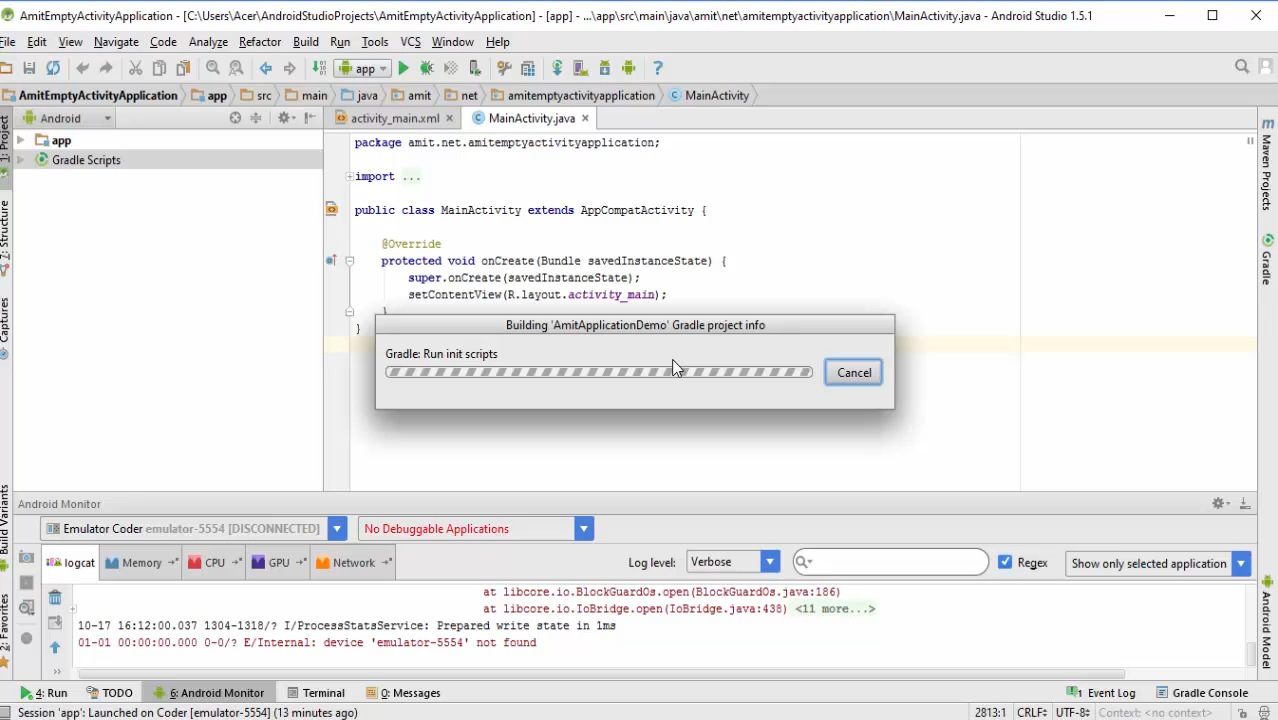 AmitEmptyActivityApplication - [C:\Users\Acer\AndroidStudioProjects\AmitEmptyActivityApplication] - [app] - ...\app\src\main\java\amit\net\amitemptyactivityapplication\MainActivity.java - Android Studio 1.5.1
File Edit View Navigate Code Analyze Refactor Build Run Tools VCS Window Help
app
AmitEmptyActivityApplication app src main java amit net amitemptyactivityapplication MainActivity
Android
activity_main.xml MainActivity.java
app
Gradle Scripts
package amit.net.amitemptyactivityapplication;
import ...
public class MainActivity extends AppCompatActivity {
@Override
protected void onCreate(Bundle savedInstanceState) {
super.onCreate(savedInstanceState);
setContentView(R.layout.activity_main);
}
}
Building 'AmitApplicationDemo' Gradle project info
Gradle: Run init scripts
Cancel
1: Project
7: Structure
Captures
Build Variants
2: Favorites
Maven Projects
Gradle
Android Model
Android Monitor
Emulator Coder emulator-5554 [DISCONNECTED] No Debuggable Applications
logcat Memory CPU GPU Network Log level: Verbose Regex Show only selected application
at libcore.io.BlockGuardOs.open(BlockGuardOs.java:186)
at libcore.io.IoBridge.open(IoBridge.java:438) <11 more...>
10-17 16:12:00.037 1304-1318/? I/ProcessStatsService: Prepared write state in 1ms
01-01 00:00:00.000 0-0/? E/Internal: device 'emulator-5554' not found
4: Run TODO 6: Android Monitor Terminal 0: Messages Event Log Gradle Console
Session 'app': Launched on Coder [emulator-5554] (13 minutes ago) 2813:1 CRLF UTF-8 Context: <no context>